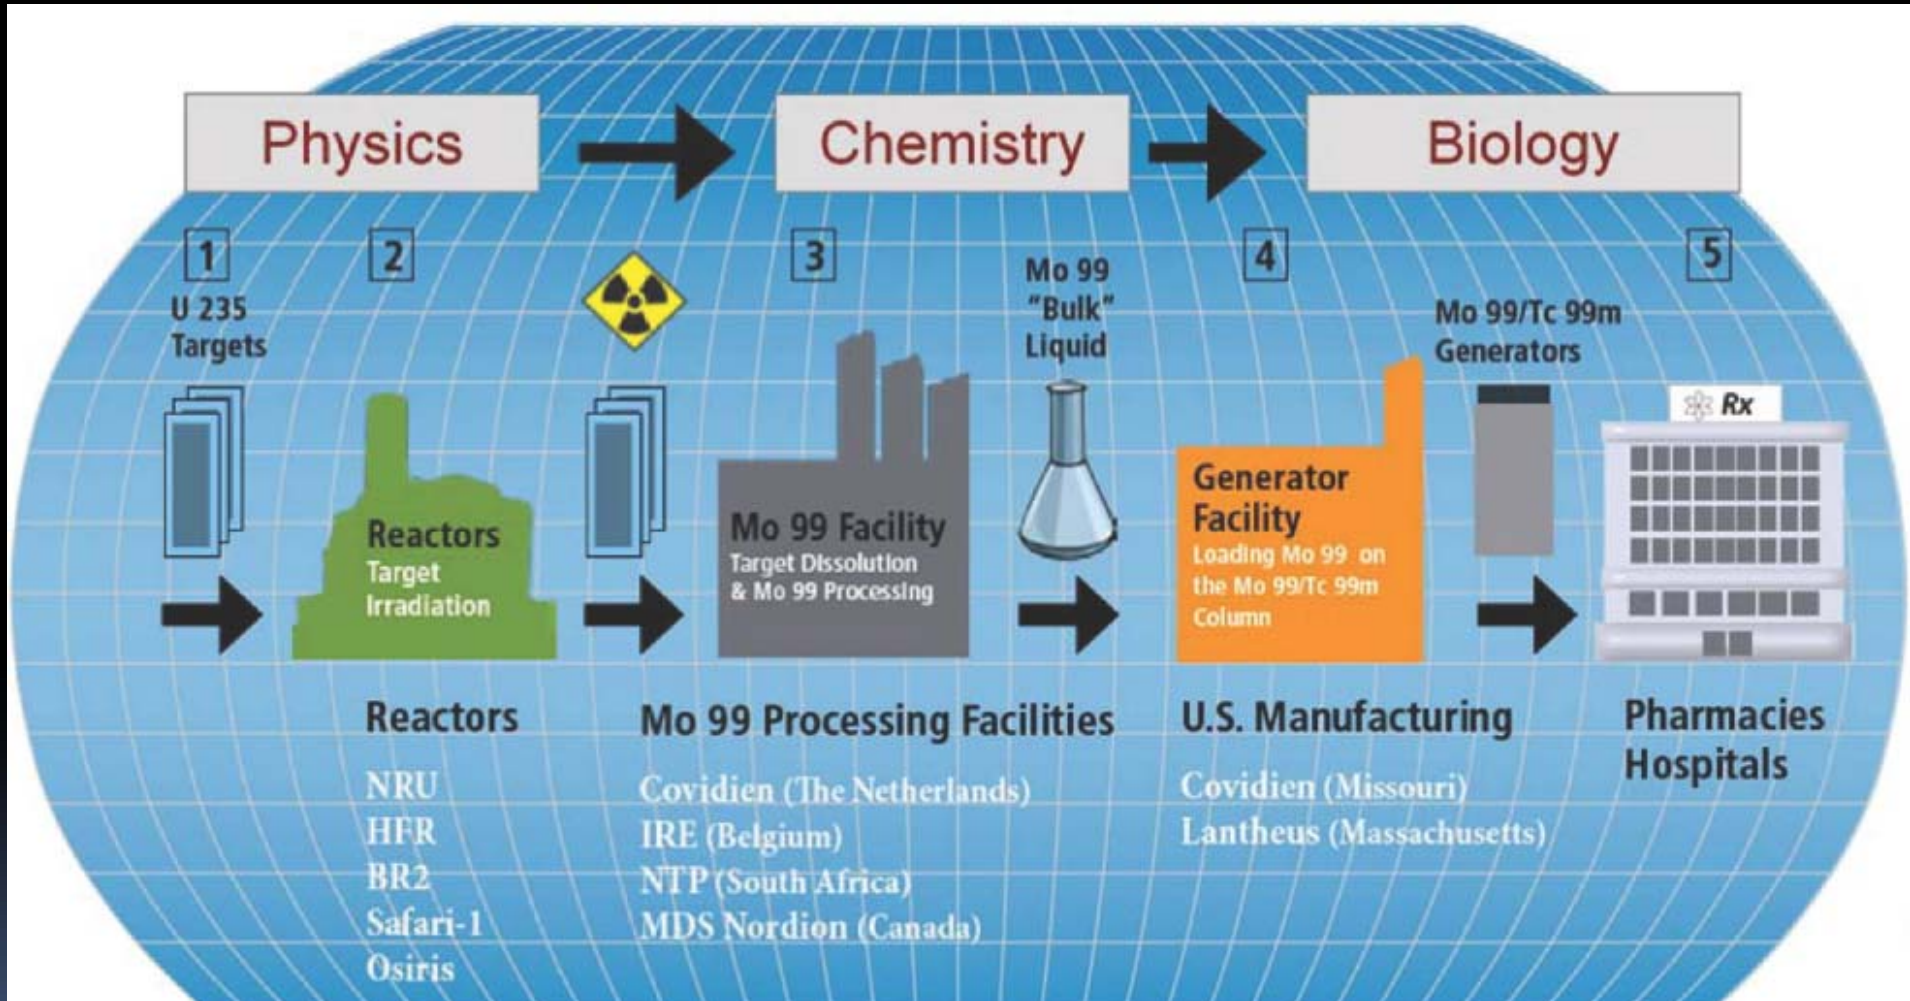 Physics
Chemistry
Biology
1
U 235
Targets
2
Reactors
Target
Irradiation
3
Mo 99 Facility
Target Dissolution
& Mo 99 Processing
Mo 99
"Bulk"
Liquid
4
Generator
Facility
Loading Mo 99 on
the Mo 99/Tc 99m
Column
Mo 99/Tc 99m
Generators
5
Rx
Reactors
NRU
HFR
BR2
Safari-1
Osiris
Mo 99 Processing Facilities
Covidien (The Netherlands)
IRE (Belgium)
NTP (South Africa)
MDS Nordion (Canada)
U.S. Manufacturing
Covidien (Missouri)
Lantheus (Massachusetts)
Pharmacies
Hospitals